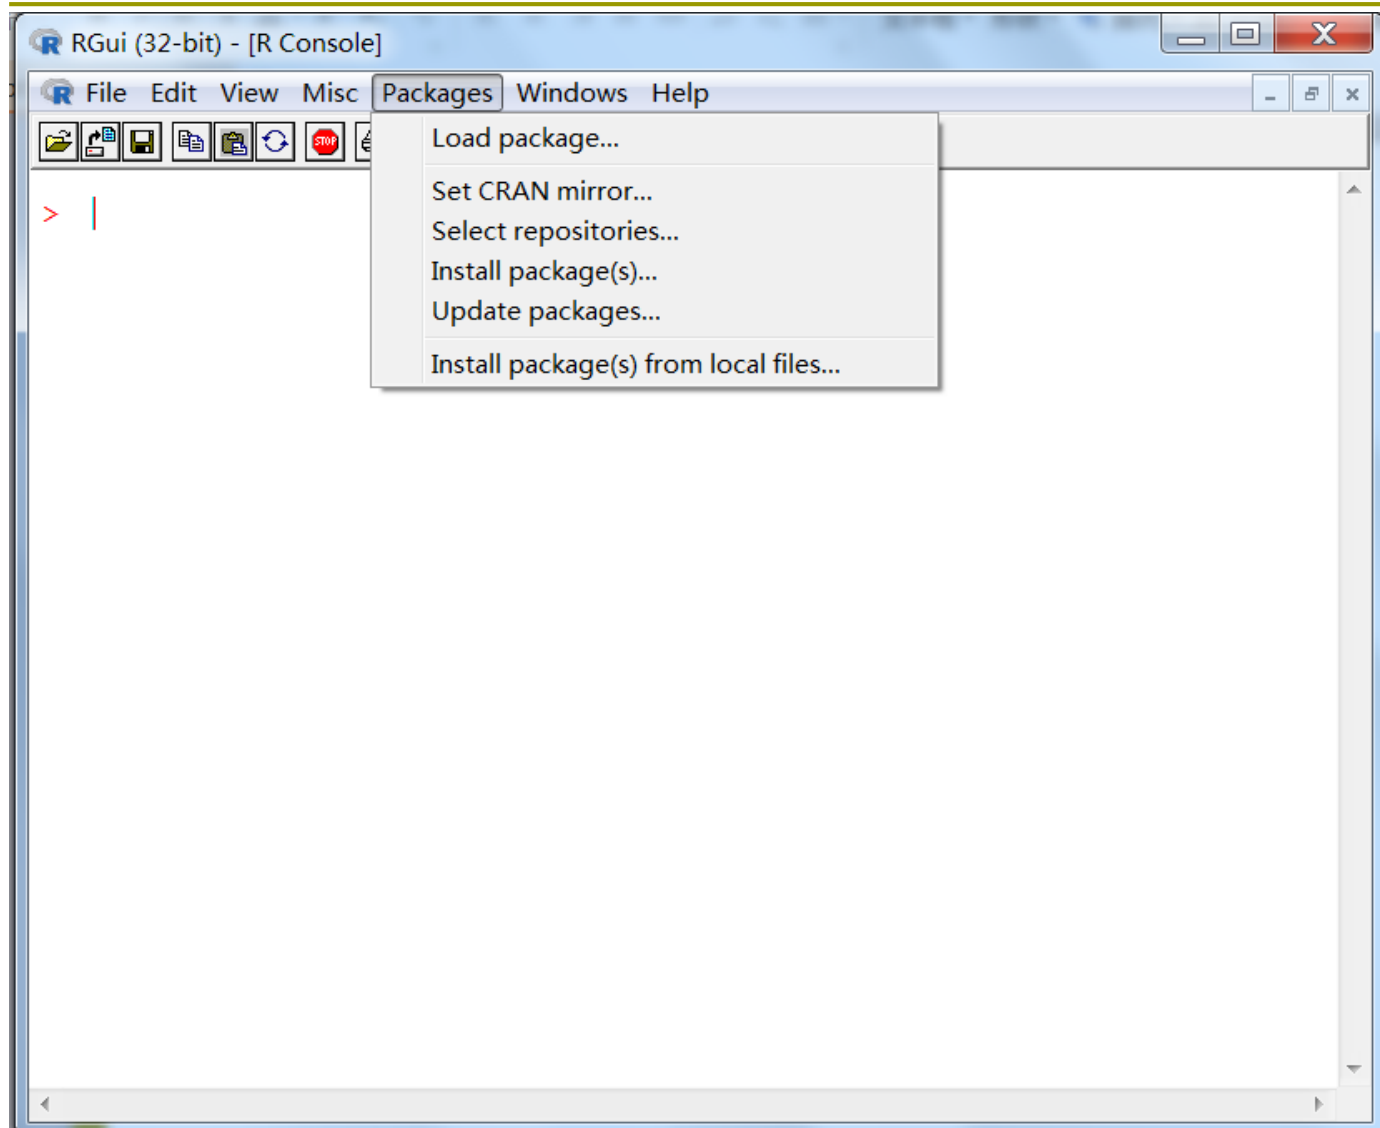 RGui (32-bit) - [R Console]
File Edit View Misc Packages Windows Help
STOP
Load package...
Set CRAN mirror...
Select repositories...
Install package(s)...
Update packages...
Install package(s) from local files...
>